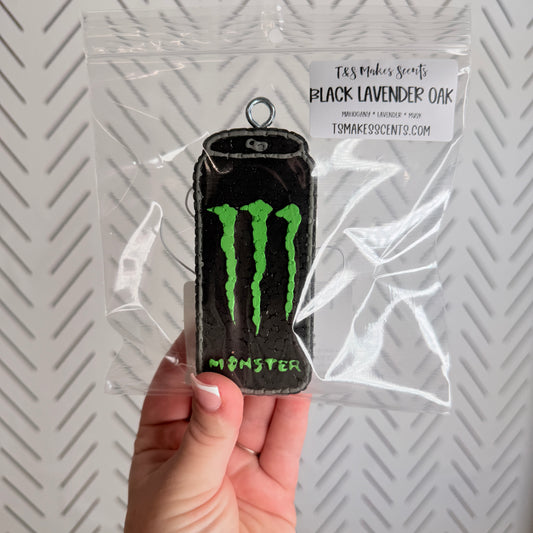 T&S Makes Scents
BLACK LAVENDER OAK
MAHOGANY * LAVENDER * MUSK
TSMAKESSCENTS.COM
MONSTER